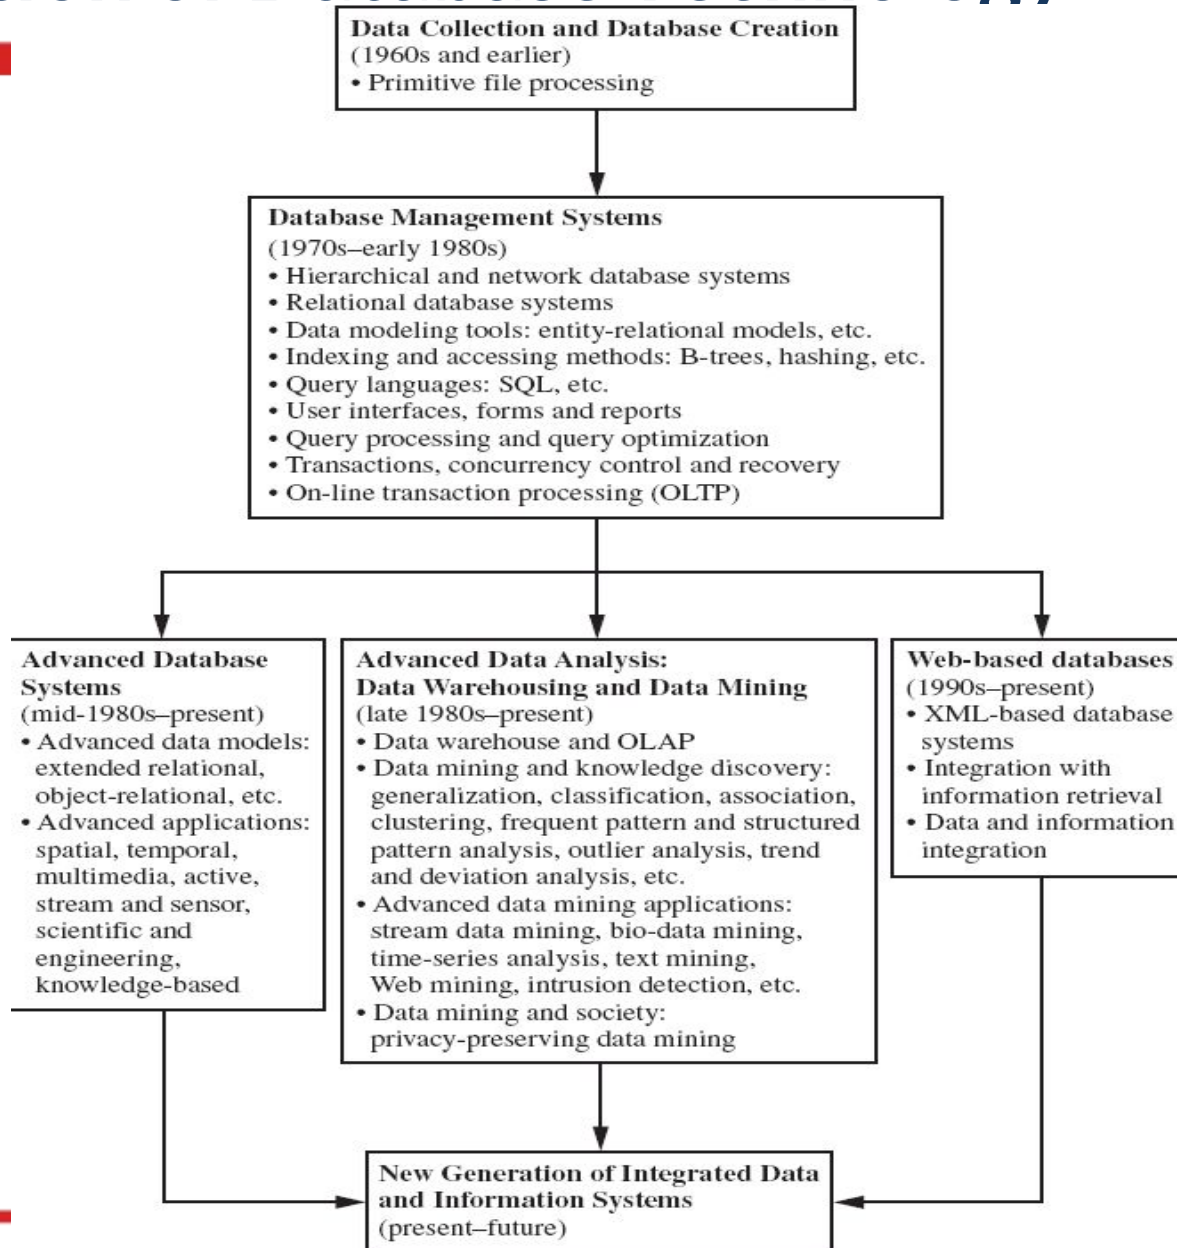 Data Collection and Database Creation
(1960s and earlier)
• Primitive file processing
Database Management Systems
(1970s–early 1980s)
• Hierarchical and network database systems
• Relational database systems
• Data modeling tools: entity-relational models, etc.
• Indexing and accessing methods: B-trees, hashing, etc.
• Query languages: SQL, etc.
• User interfaces, forms and reports
• Query processing and query optimization
• Transactions, concurrency control and recovery
• On-line transaction processing (OLTP)
Advanced Database
Systems
(mid-1980s–present)
• Advanced data models:
extended relational,
object-relational, etc.
• Advanced applications:
spatial, temporal,
multimedia, active,
stream and sensor,
scientific and
engineering,
knowledge-based
Advanced Data Analysis:
Data Warehousing and Data Mining
(late 1980s–present)
• Data warehouse and OLAP
• Data mining and knowledge discovery:
generalization, classification, association,
clustering, frequent pattern and structured
pattern analysis, outlier analysis, trend
and deviation analysis, etc.
• Advanced data mining applications:
stream data mining, bio-data mining,
time-series analysis, text mining,
Web mining, intrusion detection, etc.
• Data mining and society:
privacy-preserving data mining
Web-based databases
(1990s–present)
• XML-based database
systems
• Integration with
information retrieval
• Data and information
integration
New Generation of Integrated Data
and Information Systems
(present–future)